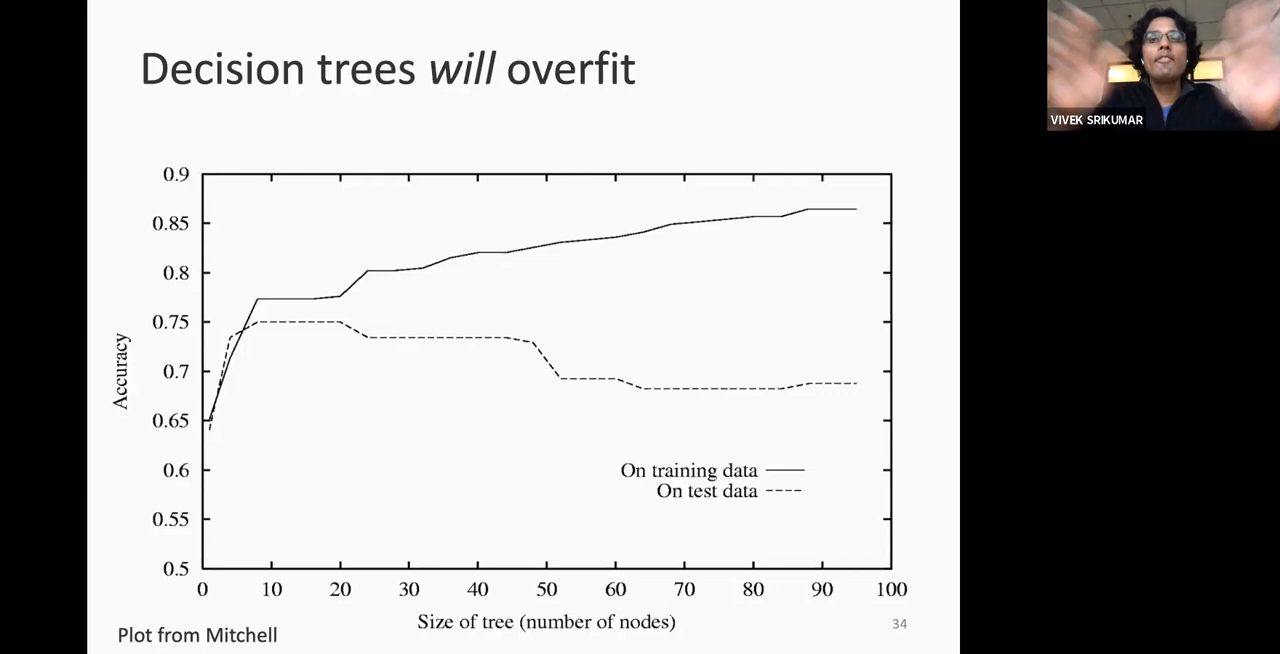 Decision trees will overfit
VIVEK SRIKUMAR
0.9
0.85
0.8
0.75
0.7
0.65
0.6
0.55
0.5
Accuracy
On training data
On test data
0 10 20 30 40 50 60 70 80 90 100
Size of tree (number of nodes)
34
Plot from Mitchell